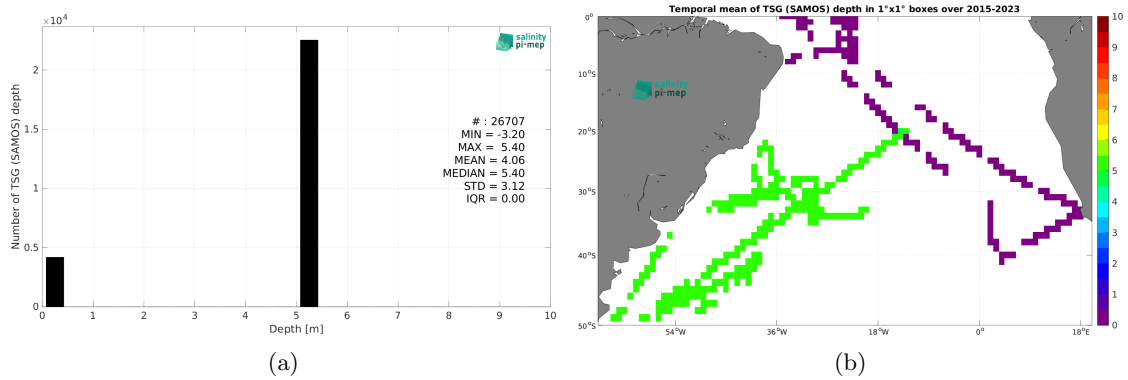 ×10⁴
2
1.5
1
0.5
0
Number of TSG (SAMOS) depth
salinity
pi-mep
# : 26707
MIN = -3.20
MAX = 5.40
MEAN = 4.06
MEDIAN = 5.40
STD = 3.12
IQR = 0.00
0 1 2 3 4 5 6 7 8 9 10
Depth [m]
(a)
Temporal mean of TSG (SAMOS) depth in 1°x1° boxes over 2015-2023
0°
10°S
20°S
30°S
40°S
50°S
salinity
pi-mep
54°W 36°W 18°W 0° 18°E
10
9
8
7
6
5
4
3
2
1
0
(b)